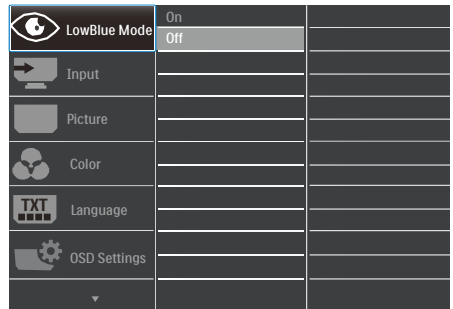 LowBlue Mode
On
Off
Input
Picture
Color
TXT
Language
OSD Settings